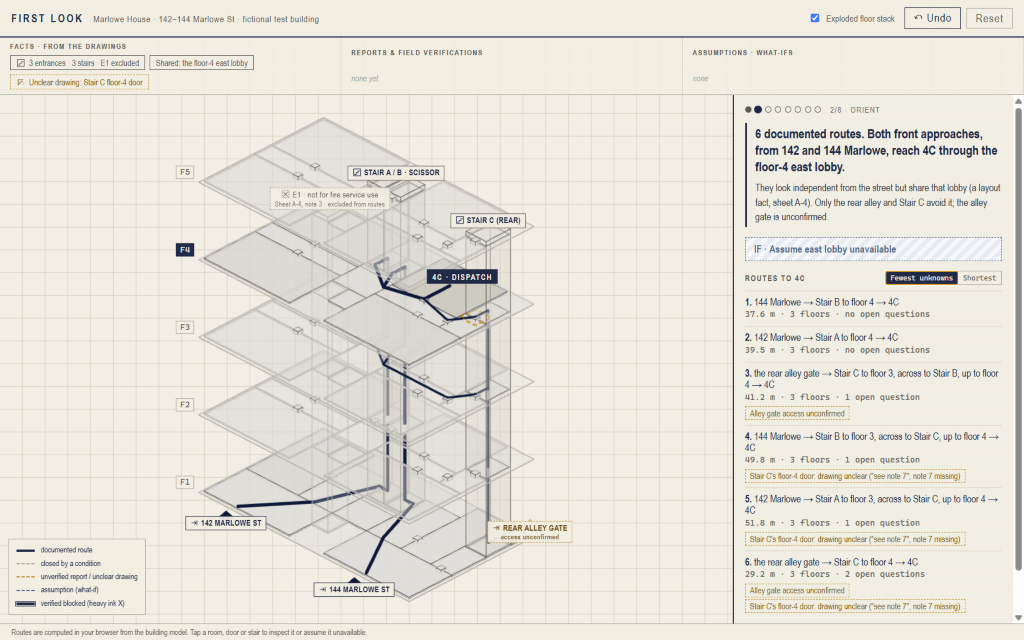 FIRST LOOK
Marlowe House · 142–144 Marlowe St · fictional test building
Exploded floor stack
Undo
Reset
FACTS · FROM THE DRAWINGS
3 entrances · 3 stairs · E1 excluded
Shared: the floor-4 east lobby
Unclear drawing: Stair C floor-4 door
REPORTS & FIELD VERIFICATIONS
none yet
ASSUMPTIONS · WHAT-IFS
none
F5
STAIR A / B · SCISSOR
E1 · not for fire service use
Sheet A-4, note 3 · excluded from routes
STAIR C (REAR)
F4
4C · DISPATCH
F3
F2
F1
142 MARLOWE ST
REAR ALLEY GATE
access unconfirmed
144 MARLOWE ST
documented route
closed by a condition
unverified report / unclear drawing
assumption (what-if)
verified blocked (heavy ink X)
2/8 · ORIENT
6 documented routes. Both front approaches,
from 142 and 144 Marlowe, reach 4C through the
floor-4 east lobby.
They look independent from the street but share that lobby (a layout
fact, sheet A-4). Only the rear alley and Stair C avoid it; the alley
gate is unconfirmed.
IF · Assume east lobby unavailable
ROUTES TO 4C
Fewest unknowns
Shortest
1. 144 Marlowe → Stair B to floor 4 → 4C
37.6 m · 3 floors · no open questions
2. 142 Marlowe → Stair A to floor 4 → 4C
39.5 m · 3 floors · no open questions
3. the rear alley gate → Stair C to floor 3, across to Stair B, up to floor
4 → 4C
41.2 m · 3 floors · 1 open question
Alley gate access unconfirmed
4. 144 Marlowe → Stair B to floor 3, across to Stair C, up to floor 4 →
4C
49.8 m · 3 floors · 1 open question
Stair C's floor-4 door: drawing unclear ("see note 7", note 7 missing)
5. 142 Marlowe → Stair A to floor 3, across to Stair C, up to floor 4 →
4C
51.8 m · 3 floors · 1 open question
Stair C's floor-4 door: drawing unclear ("see note 7", note 7 missing)
6. the rear alley gate → Stair C to floor 4 → 4C
29.2 m · 3 floors · 2 open questions
Alley gate access unconfirmed
Stair C's floor-4 door: drawing unclear ("see note 7", note 7 missing)
Routes are computed in your browser from the building model. Tap a room, door or stair to inspect it or assume it unavailable.